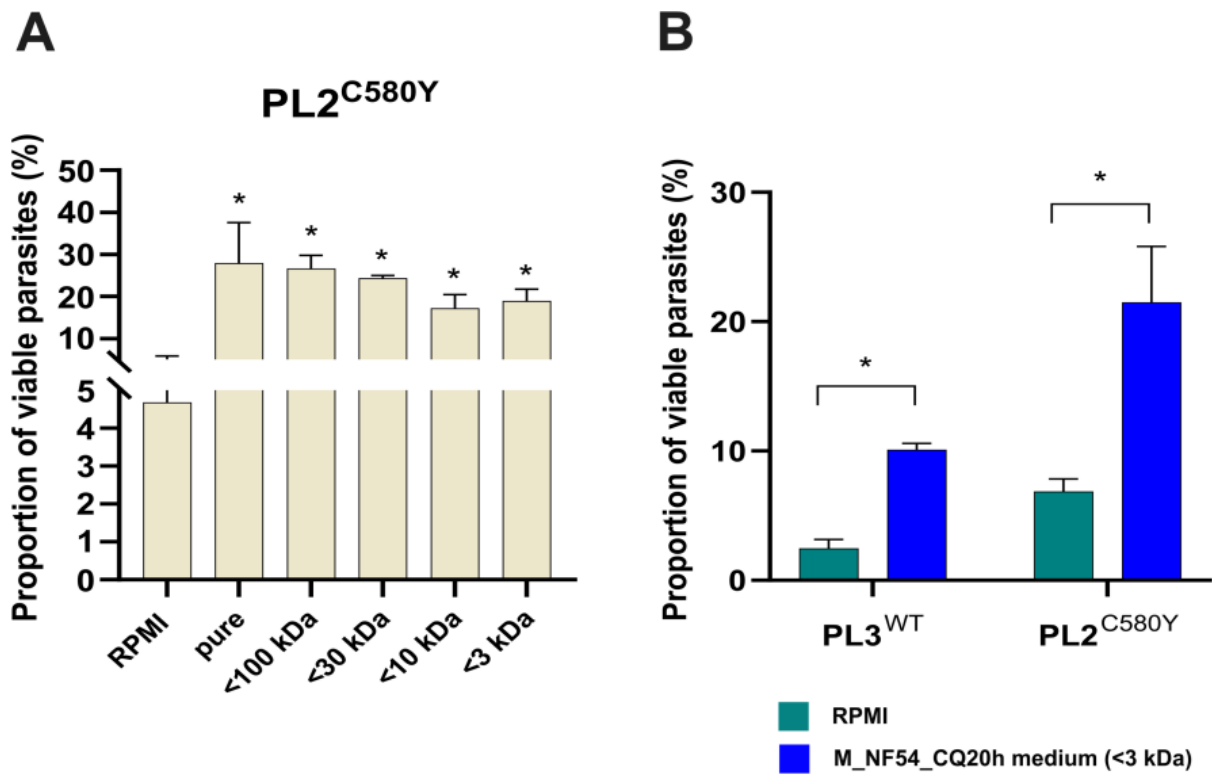 A
PL2C580Y
Proportion of viable parasites (%)
50
40
30
20
10
5
4
3
2
1
0
*
*
*
*
*
RPMI
pure
<100 kDa
<30 kDa
<10 kDa
<3 kDa
B
Proportion of viable parasites (%)
30
20
10
0
*
*
PL3WT
PL2C580Y
RPMI
M_NF54_CQ20h medium (<3 kDa)